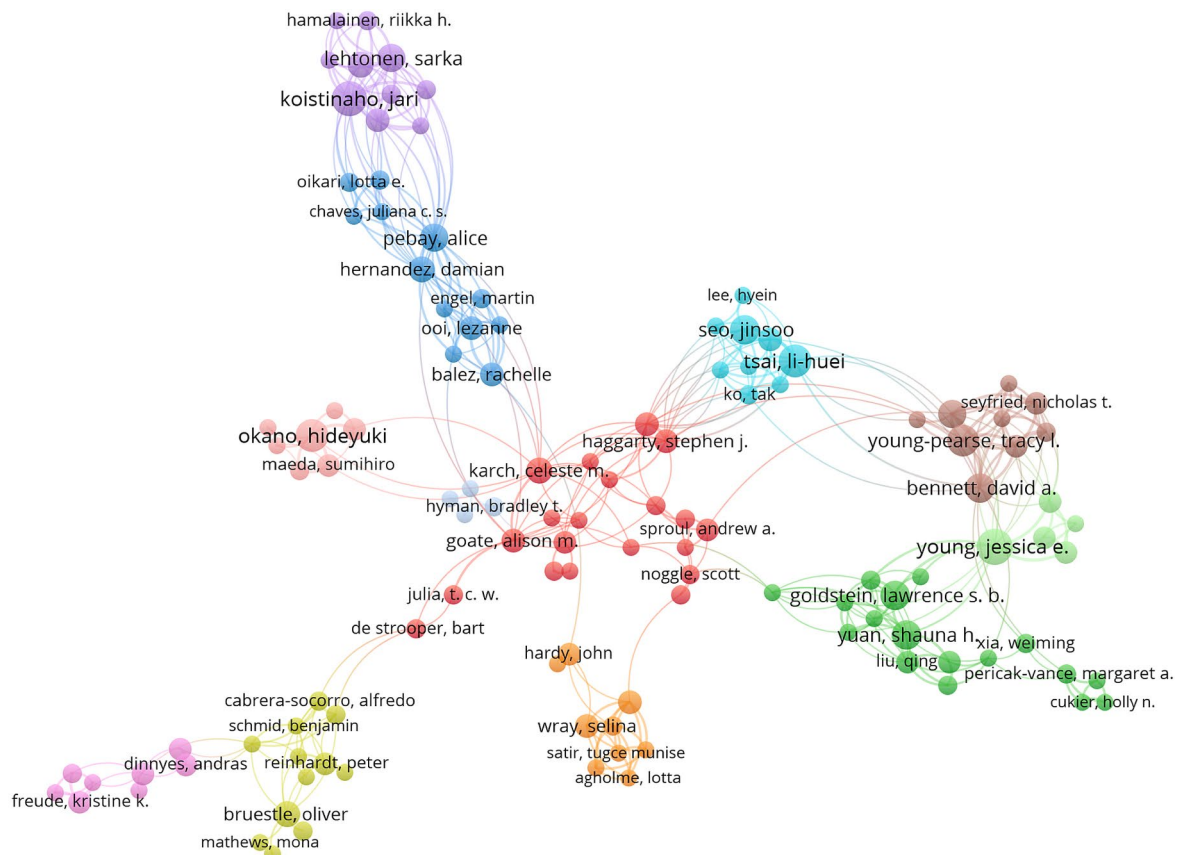 hamalainen, riikka h.
lehtonen, sarka
koistinaho, jari
oikari, lotta e.
chaves, juliana c. s.
pebay, alice
hernandez, damian
engel, martin
ooi, lezanne
balez, rachelle
lee, hyein
seo, jinsoo
tsai, li-huei
ko, tak
seyfried, nicholas t.
okano, hideyuki
maeda, sumihiro
haggarty, stephen j.
young-pearse, tracy l.
karch, celeste m.
bennett, david a.
hyman, bradley t.
sproul, andrew a.
goate, alison m.
young, jessica e.
noggle, scott
julia, t. c. w.
goldstein, lawrence s. b.
de strooper, bart
yuan, shauna h.
xia, weiming
hardy, john
liu, qing
pericak-vance, margaret a.
cabrera-socorro, alfredo
cukier, holly n.
schmid, benjamin
wray, selina
satir, tugce munise
dinnyes, andras
reinhardt, peter
agholme, lotta
freude, kristine k.
bruestle, oliver
mathews, mona